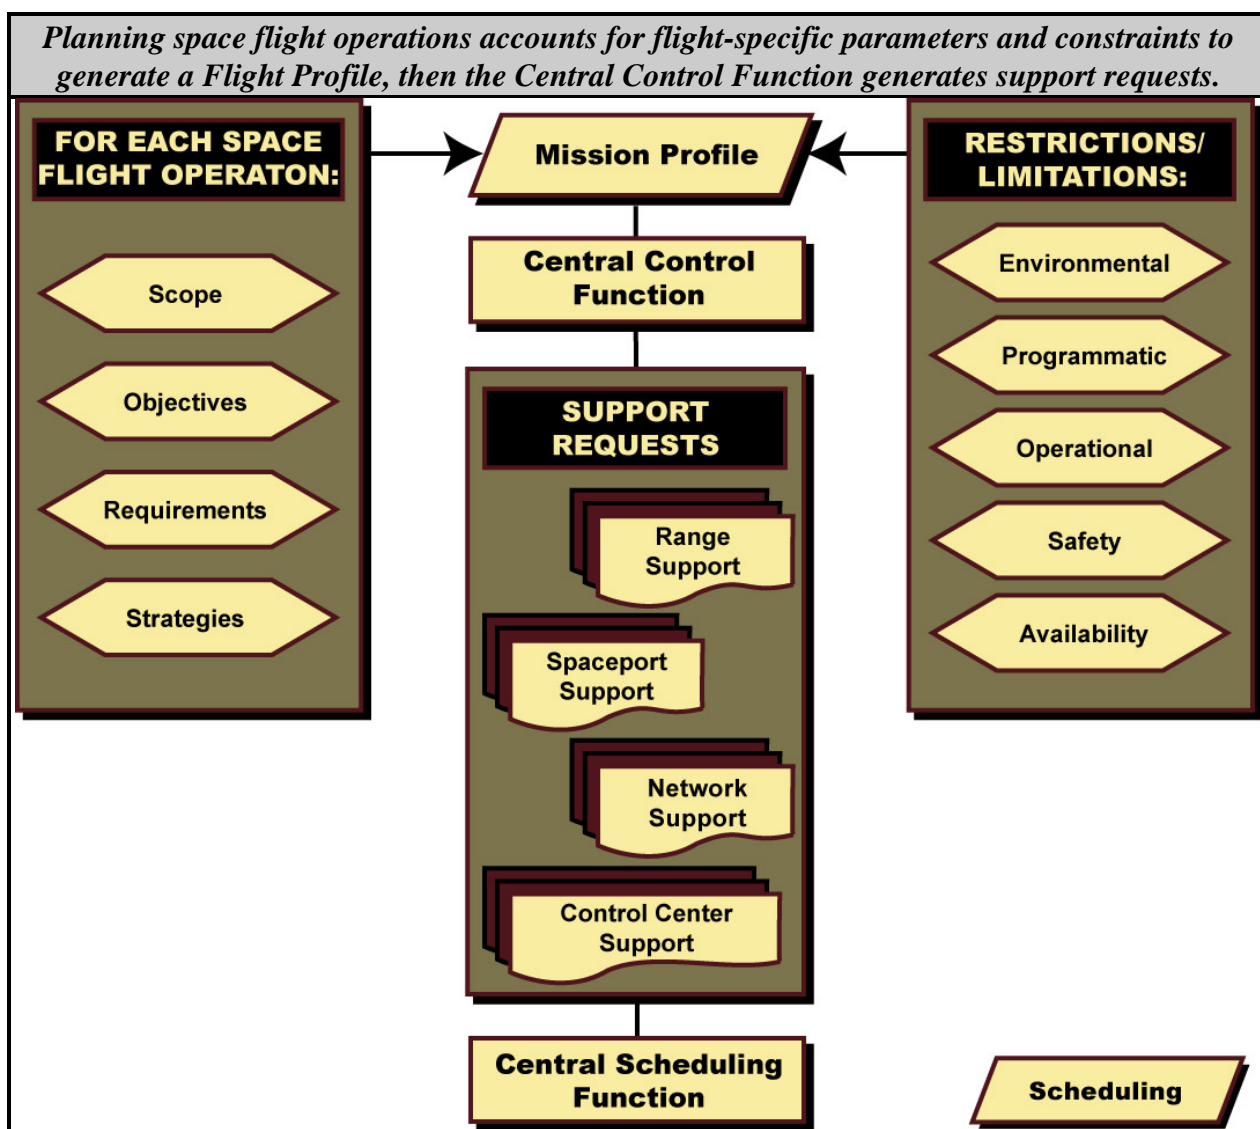 Planning space flight operations accounts for flight-specific parameters and constraints to
generate a Flight Profile, then the Central Control Function generates support requests.
FOR EACH SPACE
FLIGHT OPERATON:
Scope
Objectives
Requirements
Strategies
Mission Profile
Central Control
Function
SUPPORT
REQUESTS
Range
Support
Spaceport
Support
Network
Support
Control Center
Support
Central Scheduling
Function
RESTRICTIONS/
LIMITATIONS:
Environmental
Programmatic
Operational
Safety
Availability
Scheduling